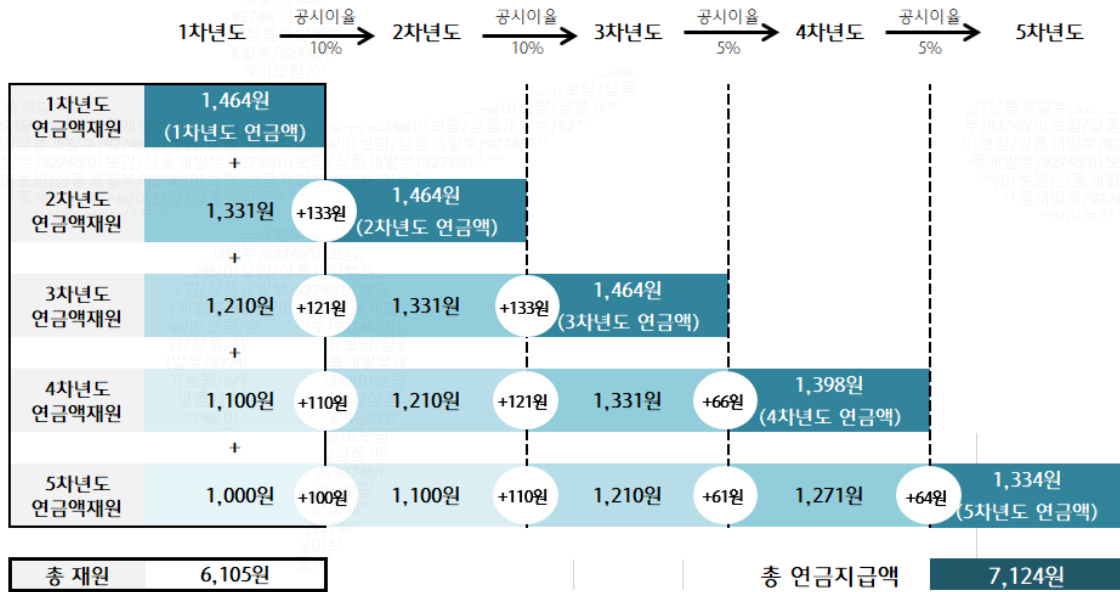 공시이율 공시이율 공시이율 공시이율
1차년도 2차년도 3차년도 4차년도 5차년도
10% 10% 5% 5%
1차년도 1,464원
연금액재원 (1차년도 연금액)
+
2차년도 1,464원
1,331원 +133원
연금액재원 (2차년도 연금액)
+
3차년도 1,464원
1,210원 +121원 1,331원 +133원
연금액재원 (3차년도 연금액)
+
4차년도 1,398원
1,100원 +110원 1,210원 +121원 1,331원 +66원
연금액재원 (4차년도 연금액)
+
5차년도 1,334원
1,000원 +100원 1,100원 +110원 1,210원 +61원 1,271원 +64원
연금액재원 (5차년도 연금액)
총 재원 6,105원 총 연금지급액 7,124원